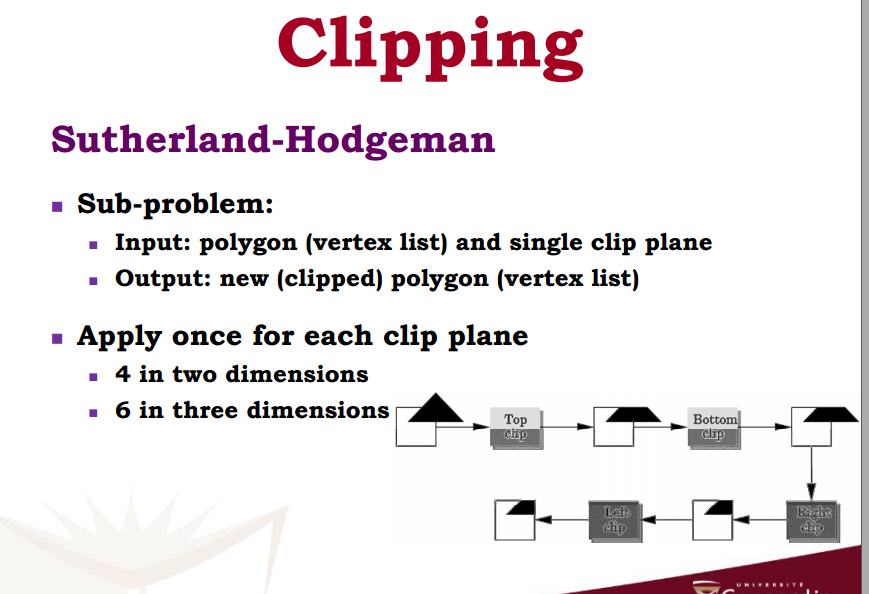 Clipping
Sutherland-Hodgeman
Sub-problem:
Input: polygon (vertex list) and single clip plane
Output: new (clipped) polygon (vertex list)
Apply once for each clip plane
4 in two dimensions
6 in three dimensions
Top
clip
Bottom
clip
Left
clip
Right
clip
UNIVERSITÉ